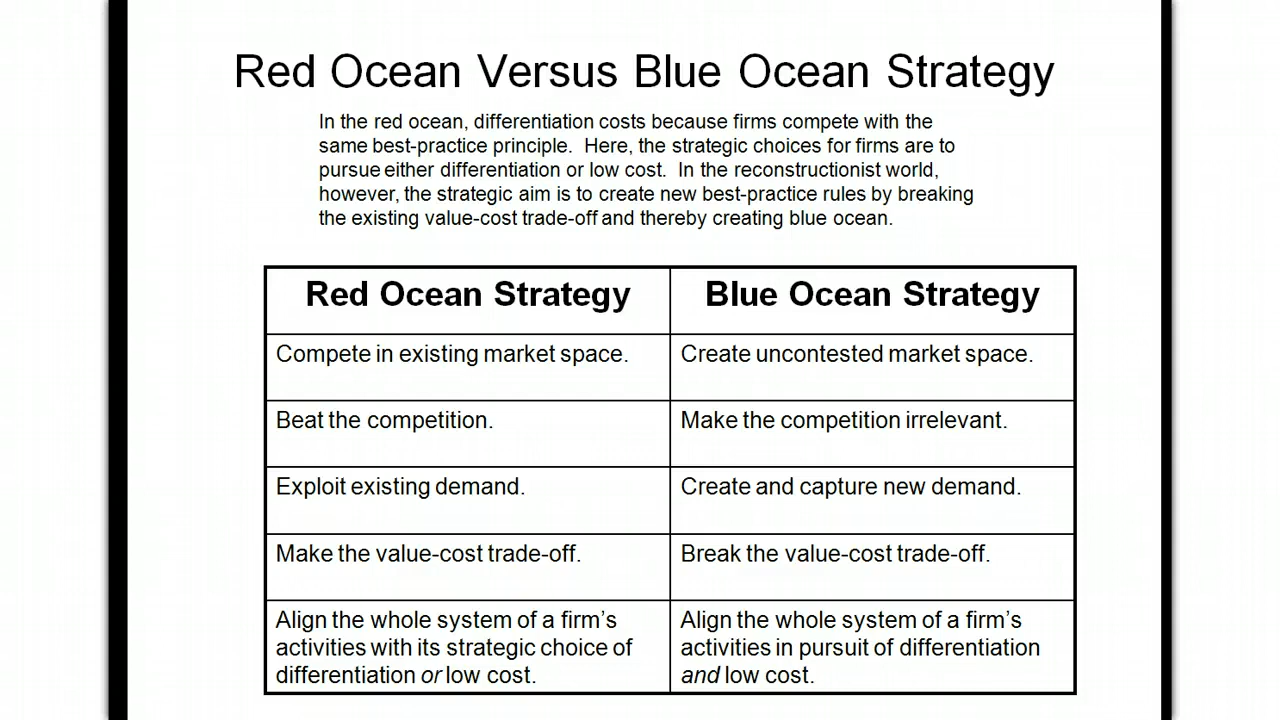 Red Ocean Versus Blue Ocean Strategy
In the red ocean, differentiation costs because firms compete with the
same best-practice principle.  Here, the strategic choices for firms are to
pursue either differentiation or low cost.  In the reconstructionist world,
however, the strategic aim is to create new best-practice rules by breaking
the existing value-cost trade-off and thereby creating blue ocean.
Red Ocean Strategy
Blue Ocean Strategy
Compete in existing market space.
Create uncontested market space.
Beat the competition.
Make the competition irrelevant.
Exploit existing demand.
Create and capture new demand.
Make the value-cost trade-off.
Break the value-cost trade-off.
Align the whole system of a firm’s
activities with its strategic choice of
differentiation or low cost.
Align the whole system of a firm’s
activities in pursuit of differentiation
and low cost.